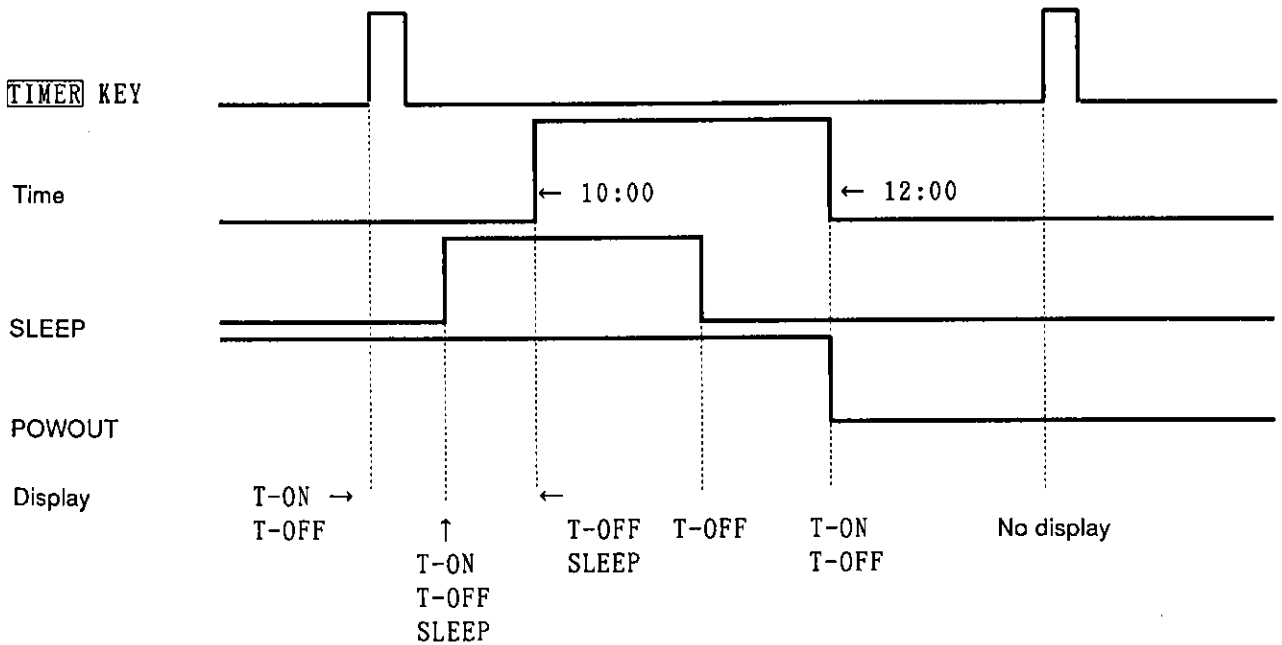 TIMER KEY
Time
← 10:00
← 12:00
SLEEP
POWOUT
Display
T-ON →
T-OFF
↑
T-ON
T-OFF
SLEEP
←
T-OFF
SLEEP
T-OFF
T-ON
T-OFF
No display